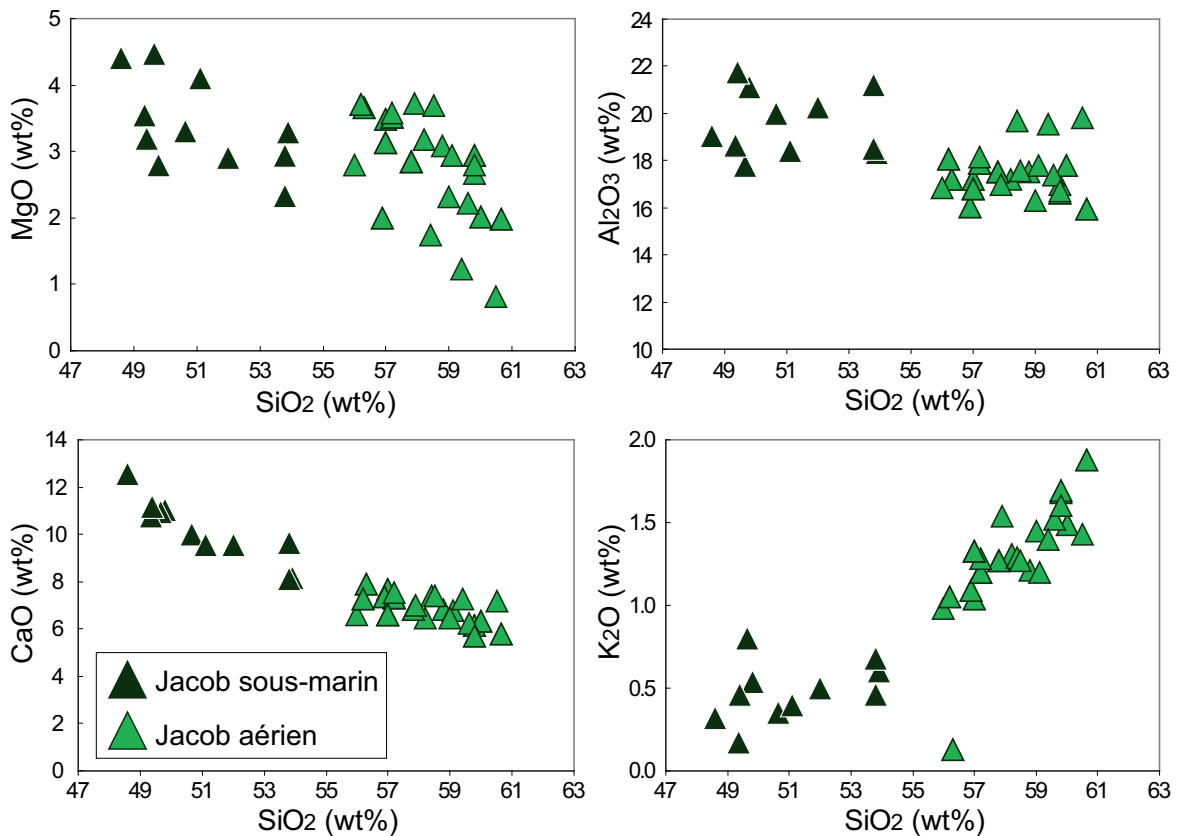 MgO (wt%)
5
4
3
2
1
0
47 49 51 53 55 57 59 61 63
SiO2 (wt%)
Al2O3 (wt%)
24
22
20
18
16
14
12
10
47 49 51 53 55 57 59 61 63
SiO2 (wt%)
CaO (wt%)
14
12
10
8
6
4
2
0
Jacob sous-marin
Jacob aérien
47 49 51 53 55 57 59 61 63
SiO2 (wt%)
K2O (wt%)
2.0
1.5
1.0
0.5
0.0
47 49 51 53 55 57 59 61 63
SiO2 (wt%)